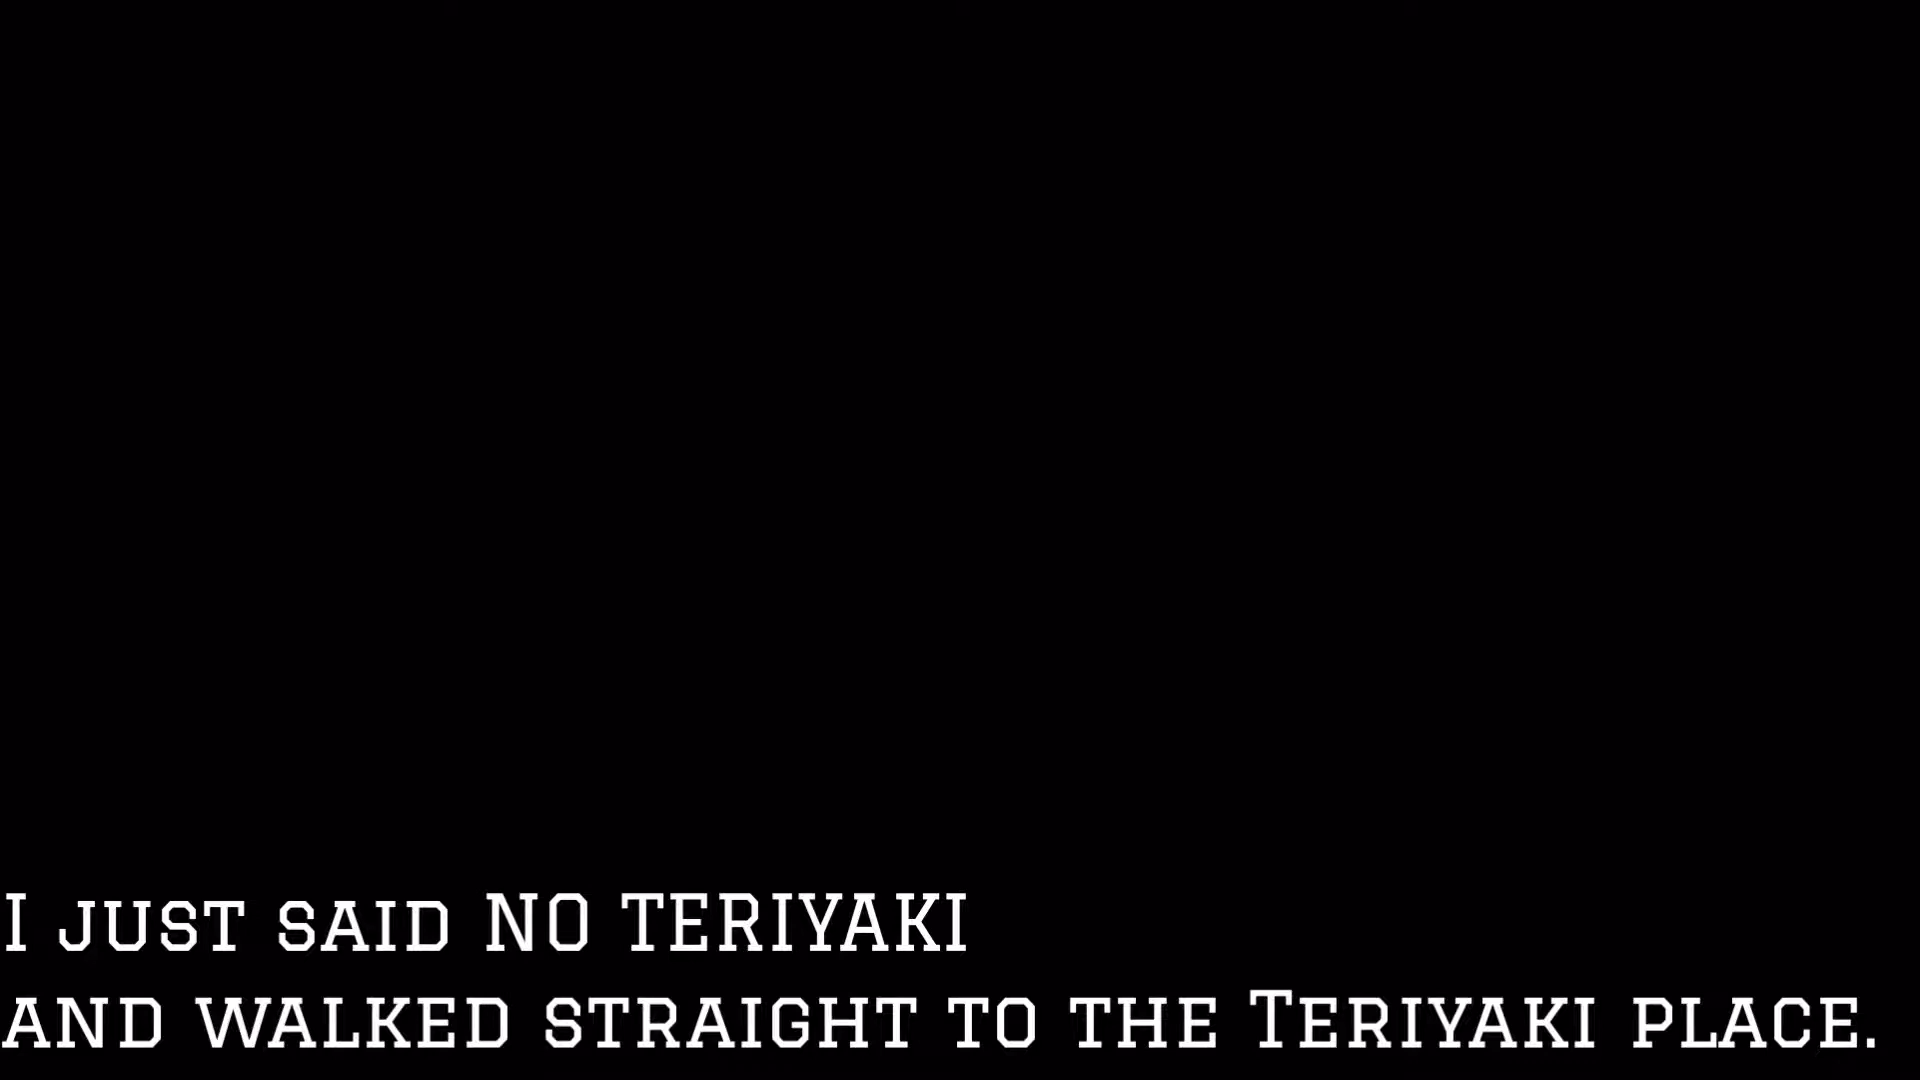 I just said NO TERIYAKI
and walked straight to the Teriyaki place.